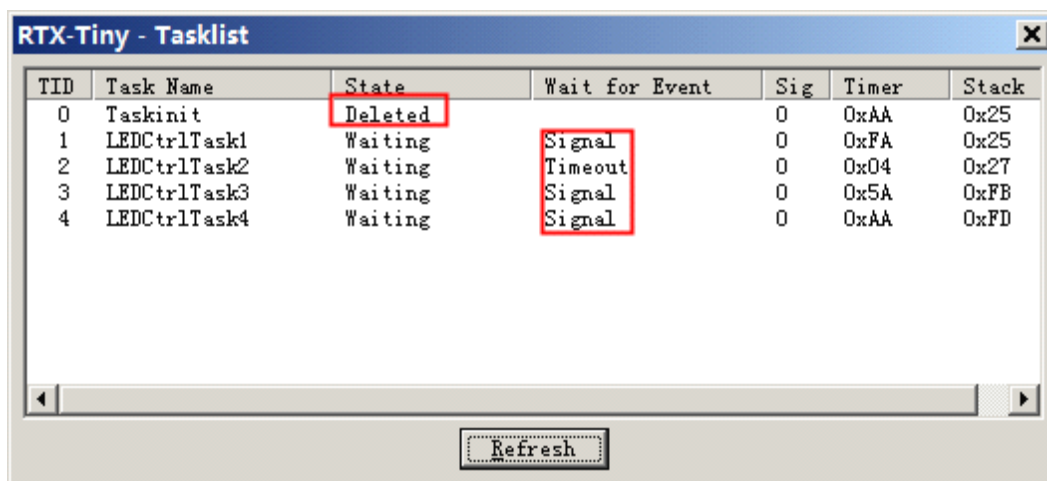 RTX-Tiny - Tasklist
TID Task Name State Wait for Event Sig Timer Stack
0 Taskinit Deleted 0 0xAA 0x25
1 LEDCtrlTask1 Waiting Signal 0 0xFA 0x25
2 LEDCtrlTask2 Waiting Timeout 0 0x04 0x27
3 LEDCtrlTask3 Waiting Signal 0 0x5A 0xFB
4 LEDCtrlTask4 Waiting Signal 0 0xAA 0xFD
Refresh